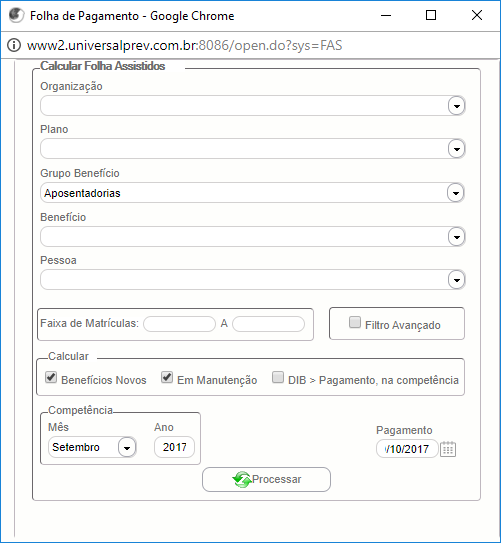 Folha de Pagamento - Google Chrome
www2.universalprev.com.br:8086/open.do?sys=FAS
Calcular Folha Assistidos
Organização
Plano
Grupo Benefício
Aposentadorias
Benefício
Pessoa
Faixa de Matrículas: A
Filtro Avançado
Calcular
Benefícios Novos Em Manutenção DIB > Pagamento, na competência
Competência
Mês Ano
Pagamento
Setembro 2017
/10/2017
Processar